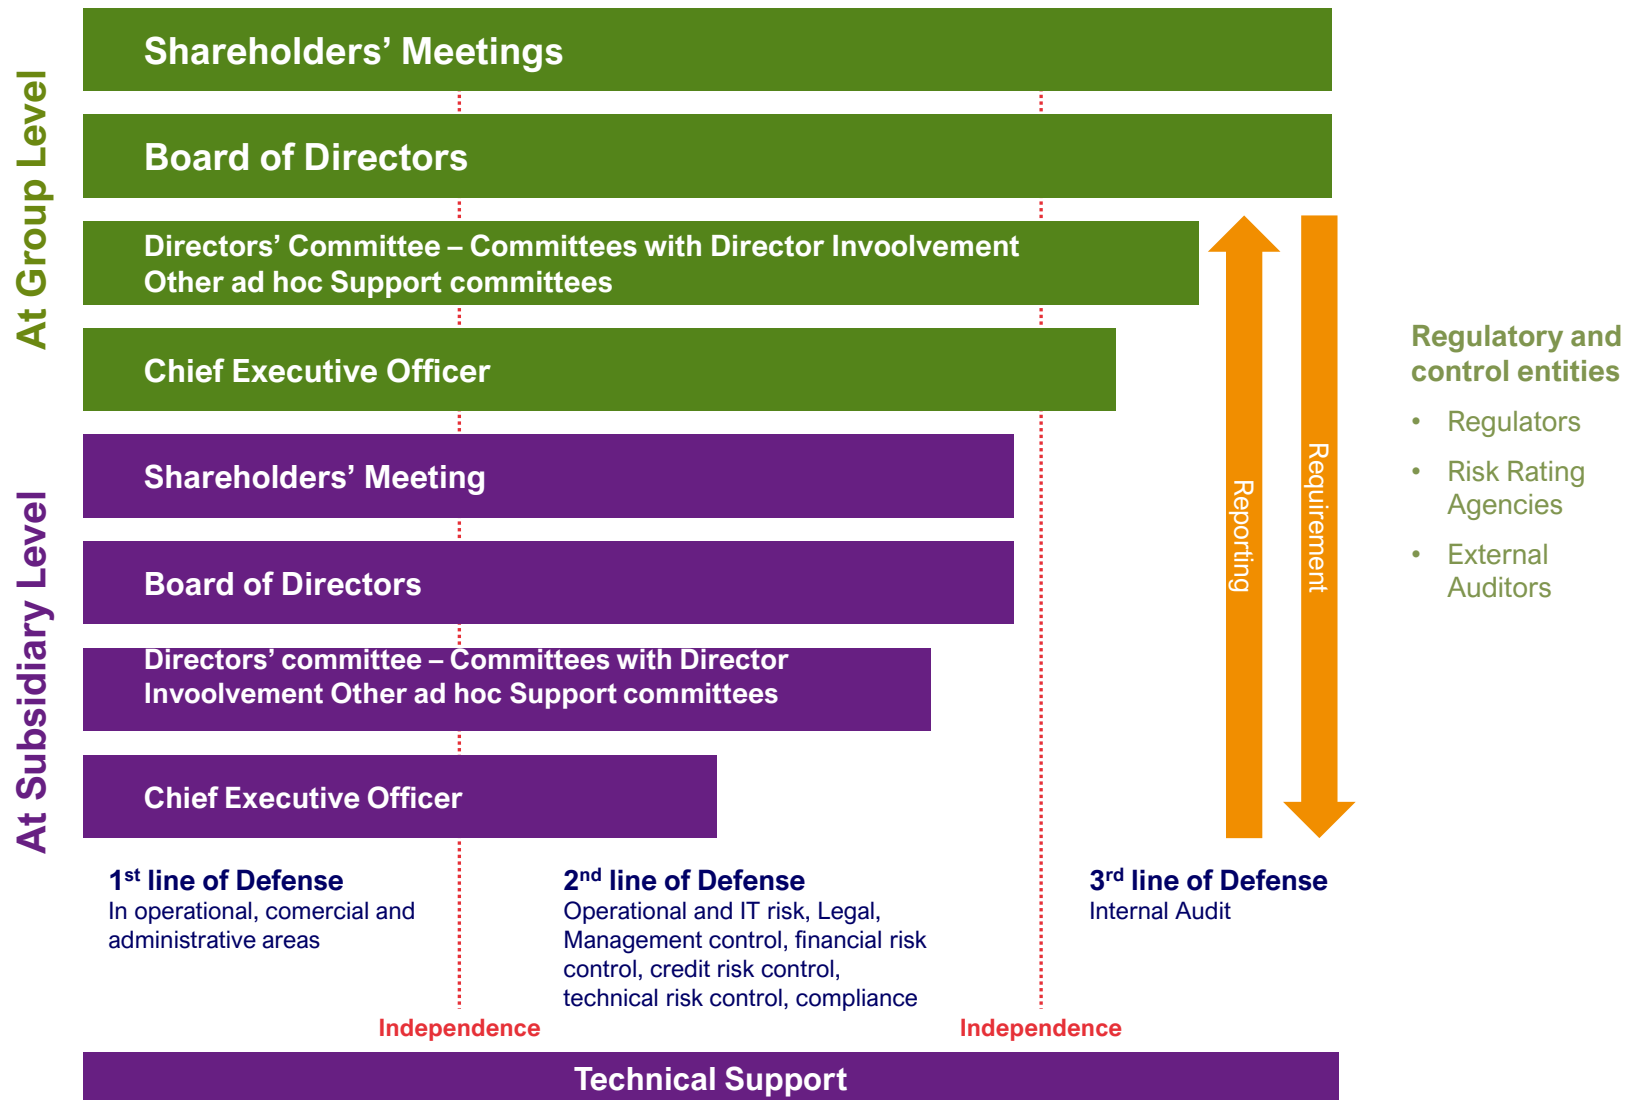 At Group Level
Shareholders’ Meetings
Board of Directors
Directors’ Committee – Committees with Director Invoolvement
Other ad hoc Support committees
Chief Executive Officer
At Subsidiary Level
Shareholders’ Meeting
Board of Directors
Directors’ committee – Committees with Director
Invoolvement Other ad hoc Support committees
Chief Executive Officer
Reporting
Requirement
Regulatory and
control entities
• Regulators
• Risk Rating
Agencies
• External
Auditors
1st line of Defense
In operational, comercial and
administrative areas
2nd line of Defense
Operational and IT risk, Legal,
Management control, financial risk
control, credit risk control,
technical risk control, compliance
3rd line of Defense
Internal Audit
Independence
Independence
Technical Support